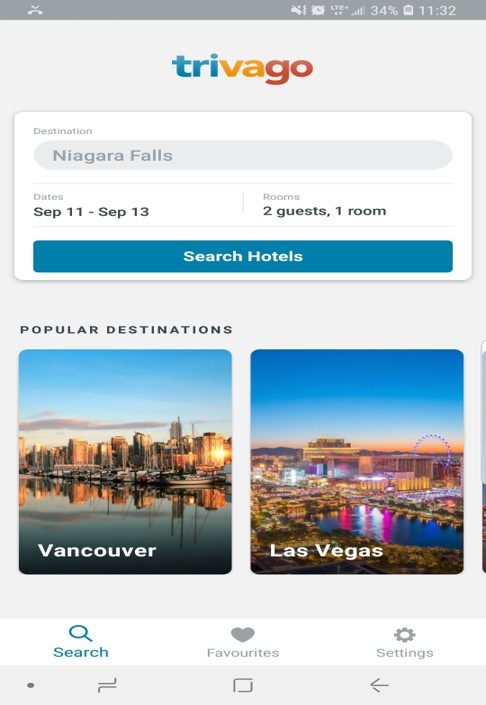 LTE+ 34% 11:32
trivago
Destination
Niagara Falls
Dates
Sep 11 - Sep 13
Rooms
2 guests, 1 room
Search Hotels
POPULAR DESTINATIONS
Vancouver
Las Vegas
Search
Favourites
Settings